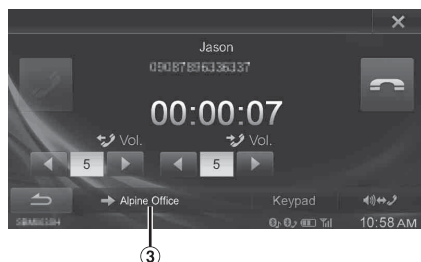 Jason
09087896336337
00:00:07
Vol. Vol.
5 5
Alpine Office Keypad
10:58 AM
3